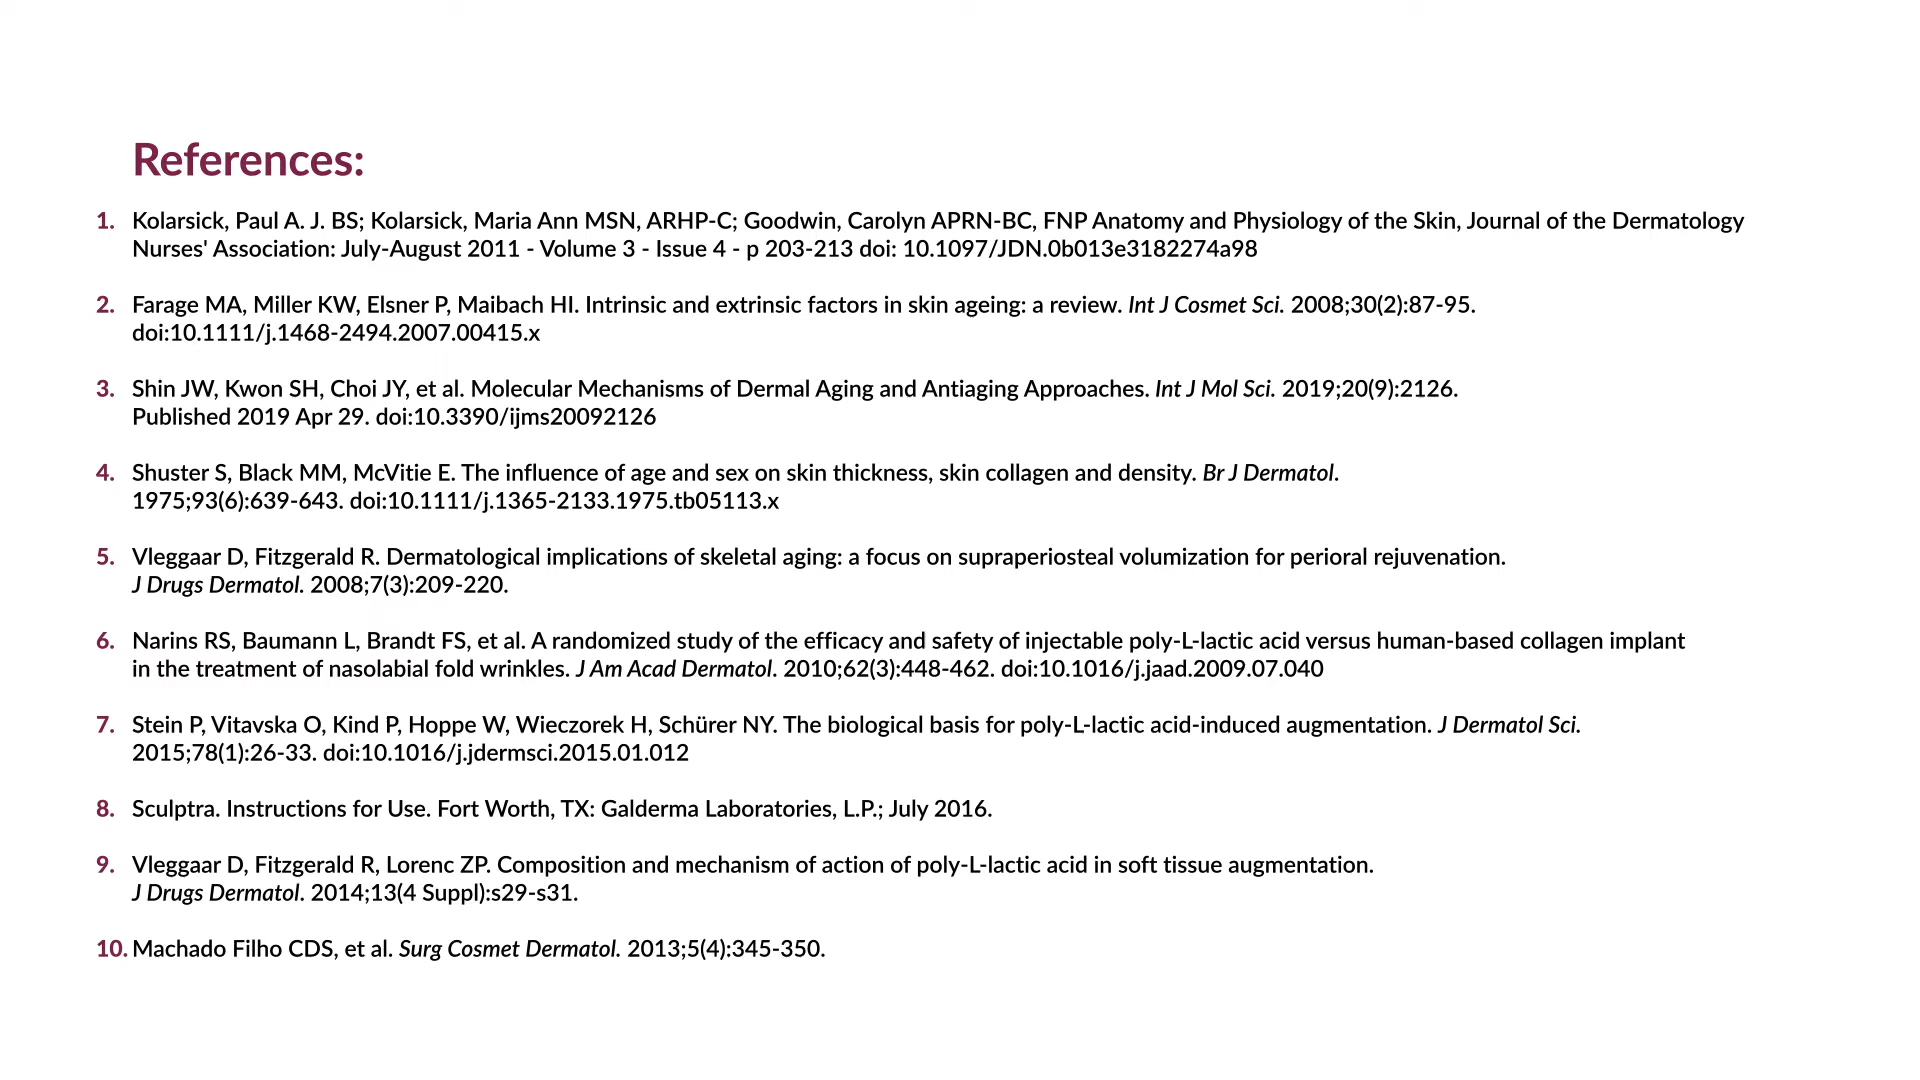 References:
1. Kolarsick, Paul A. J. BS; Kolarsick, Maria Ann MSN, ARHP-C; Goodwin, Carolyn APRN-BC, FNP Anatomy and Physiology of the Skin, Journal of the Dermatology
Nurses' Association: July-August 2011 - Volume 3 - Issue 4 - p 203-213 doi: 10.1097/JDN.0b013e3182274a98
2. Farage MA, Miller KW, Elsner P, Maibach HI. Intrinsic and extrinsic factors in skin ageing: a review. Int J Cosmet Sci. 2008;30(2):87-95.
doi:10.1111/j.1468-2494.2007.00415.x
3. Shin JW, Kwon SH, Choi JY, et al. Molecular Mechanisms of Dermal Aging and Antiaging Approaches. Int J Mol Sci. 2019;20(9):2126.
Published 2019 Apr 29. doi:10.3390/ijms20092126
4. Shuster S, Black MM, McVitie E. The influence of age and sex on skin thickness, skin collagen and density. Br J Dermatol.
1975;93(6):639-643. doi:10.1111/j.1365-2133.1975.tb05113.x
5. Vleggaar D, Fitzgerald R. Dermatological implications of skeletal aging: a focus on supraperiosteal volumization for perioral rejuvenation.
J Drugs Dermatol. 2008;7(3):209-220.
6. Narins RS, Baumann L, Brandt FS, et al. A randomized study of the efficacy and safety of injectable poly-L-lactic acid versus human-based collagen implant
in the treatment of nasolabial fold wrinkles. J Am Acad Dermatol. 2010;62(3):448-462. doi:10.1016/j.jaad.2009.07.040
7. Stein P, Vitavska O, Kind P, Hoppe W, Wieczorek H, Schürer NY. The biological basis for poly-L-lactic acid-induced augmentation. J Dermatol Sci.
2015;78(1):26-33. doi:10.1016/j.jdermsci.2015.01.012
8. Sculptra. Instructions for Use. Fort Worth, TX: Galderma Laboratories, L.P.; July 2016.
9. Vleggaar D, Fitzgerald R, Lorenc ZP. Composition and mechanism of action of poly-L-lactic acid in soft tissue augmentation.
J Drugs Dermatol. 2014;13(4 Suppl):s29-s31.
10. Machado Filho CDS, et al. Surg Cosmet Dermatol. 2013;5(4):345-350.